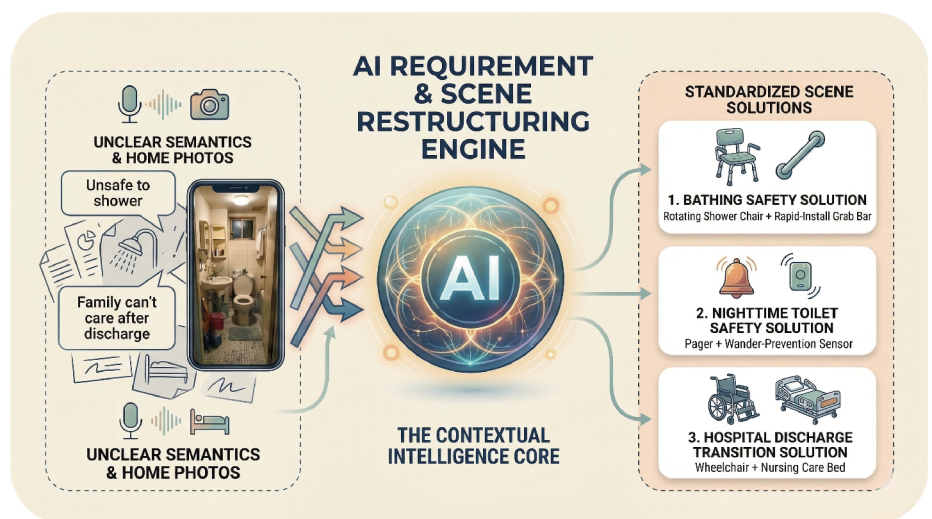 AI REQUIREMENT
& SCENE
RESTRUCTURING
ENGINE
UNCLEAR SEMANTICS
& HOME PHOTOS
Unsafe to
shower
Family can't
care after
discharge
UNCLEAR SEMANTICS
& HOME PHOTOS
AI
THE CONTEXTUAL
INTELLIGENCE CORE
STANDARDIZED SCENE
SOLUTIONS
1. BATHING SAFETY SOLUTION
Rotating Shower Chair + Rapid-Install Grab Bar
2. NIGHTTIME TOILET
SAFETY SOLUTION
Pager + Wander-Prevention Sensor
3. HOSPITAL DISCHARGE
TRANSITION SOLUTION
Wheelchair + Nursing Care Bed